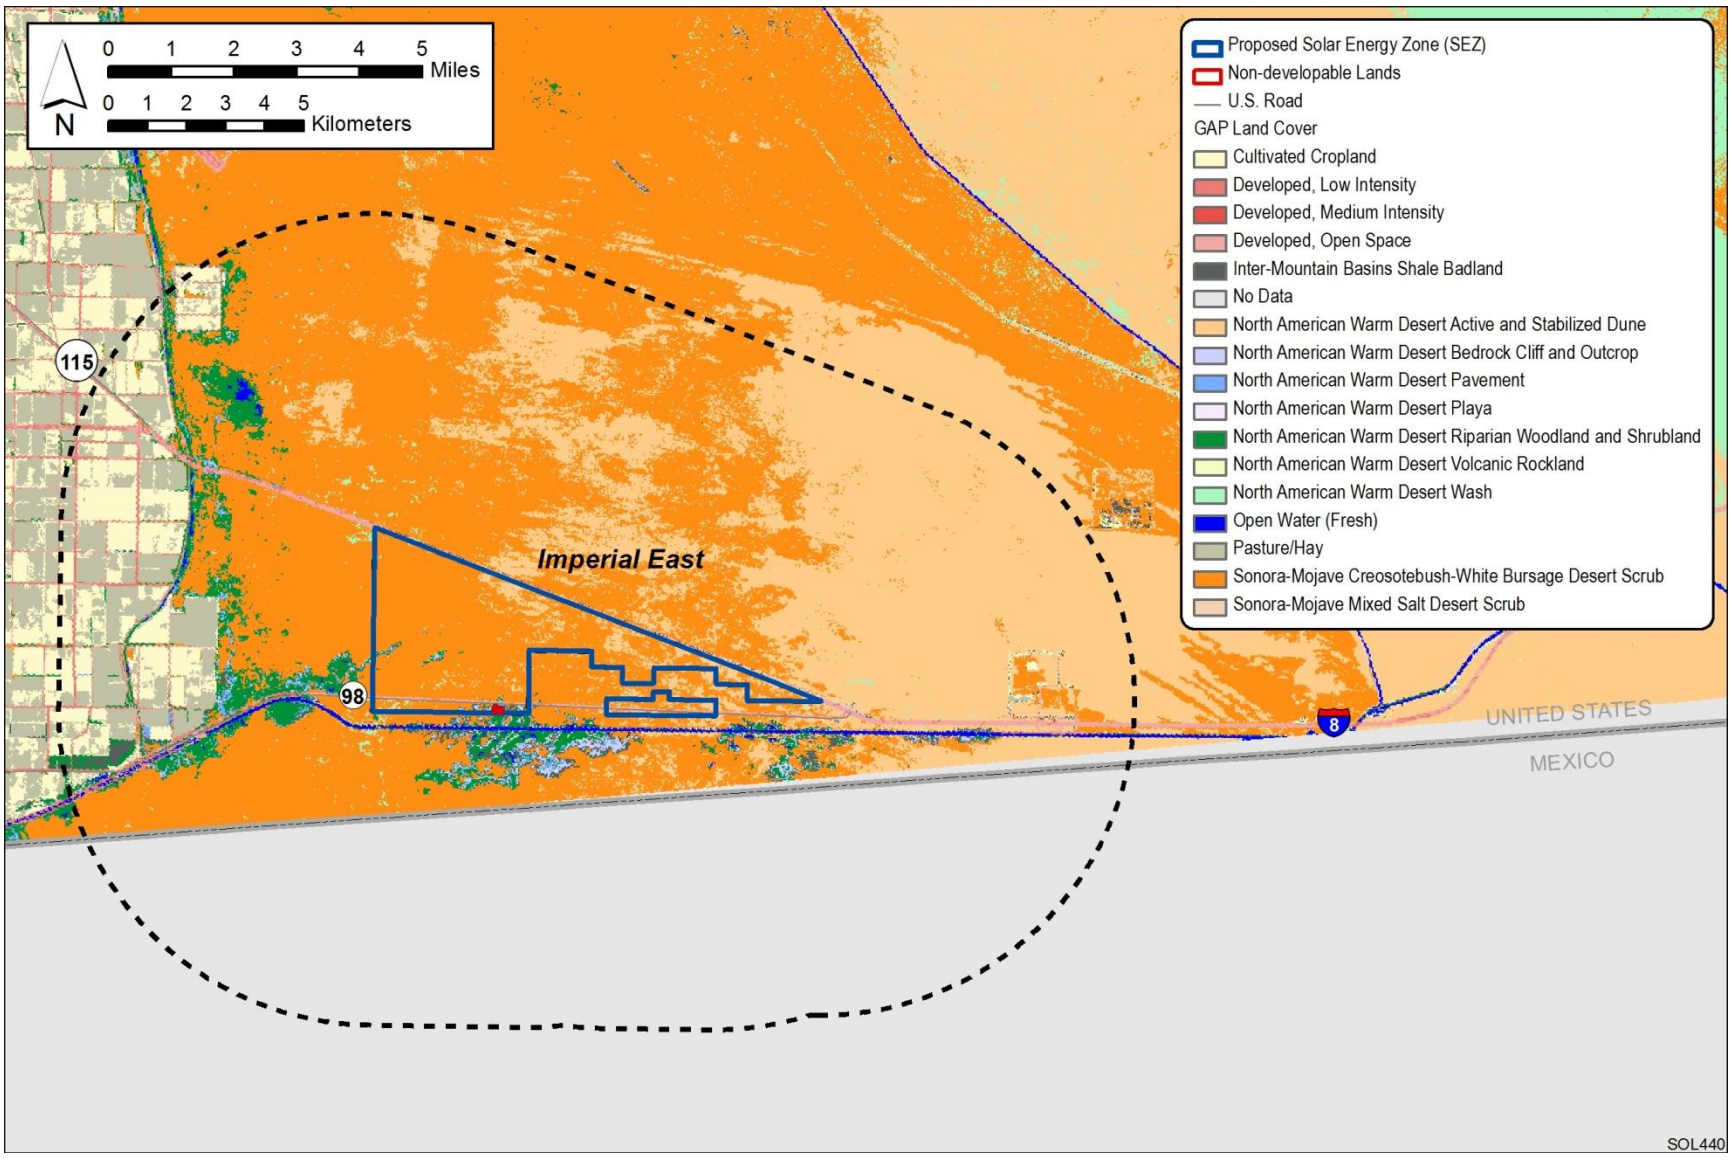 0 1 2 3 4 5
Miles
0 1 2 3 4 5
Kilometers
N
Proposed Solar Energy Zone (SEZ)
Non-developable Lands
U.S. Road
GAP Land Cover
Cultivated Cropland
Developed, Low Intensity
Developed, Medium Intensity
Developed, Open Space
Inter-Mountain Basins Shale Badland
No Data
North American Warm Desert Active and Stabilized Dune
North American Warm Desert Bedrock Cliff and Outcrop
North American Warm Desert Pavement
North American Warm Desert Playa
North American Warm Desert Riparian Woodland and Shrubland
North American Warm Desert Volcanic Rockland
North American Warm Desert Wash
Open Water (Fresh)
Pasture/Hay
Sonora-Mojave Creosotebush-White Bursage Desert Scrub
Sonora-Mojave Mixed Salt Desert Scrub
115
Imperial East
98
8
UNITED STATES
MEXICO
SOL440